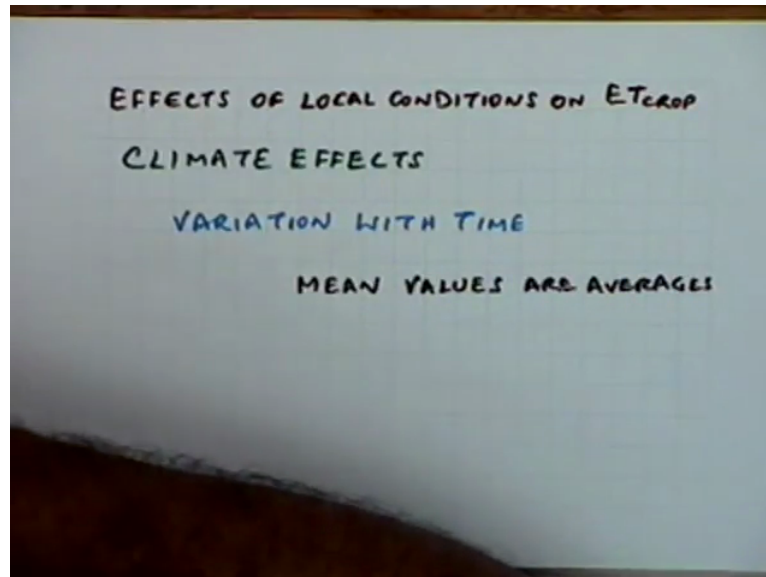 EFFECTS OF LOCAL CONDITIONS ON ETCROP
CLIMATE EFFECTS
VARIATION WITH TIME
MEAN VALUES ARE AVERAGES